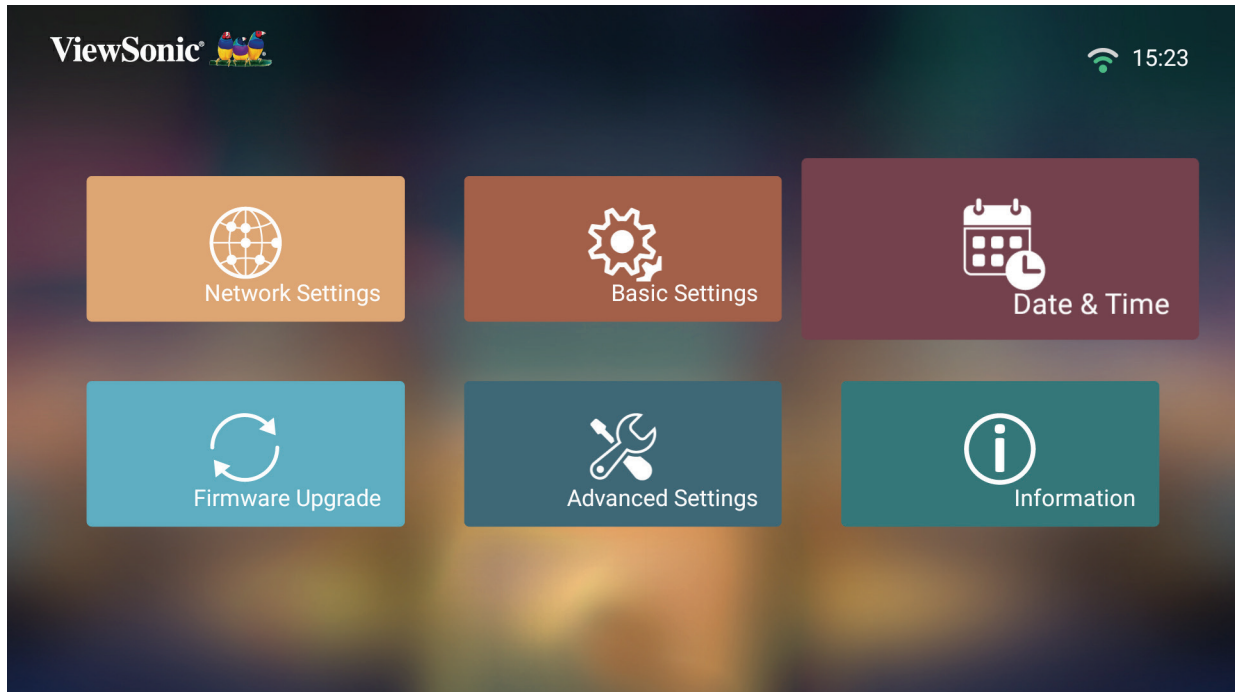 ViewSonic®
15:23
Network Settings
Basic Settings
Date & Time
Firmware Upgrade
Advanced Settings
Information